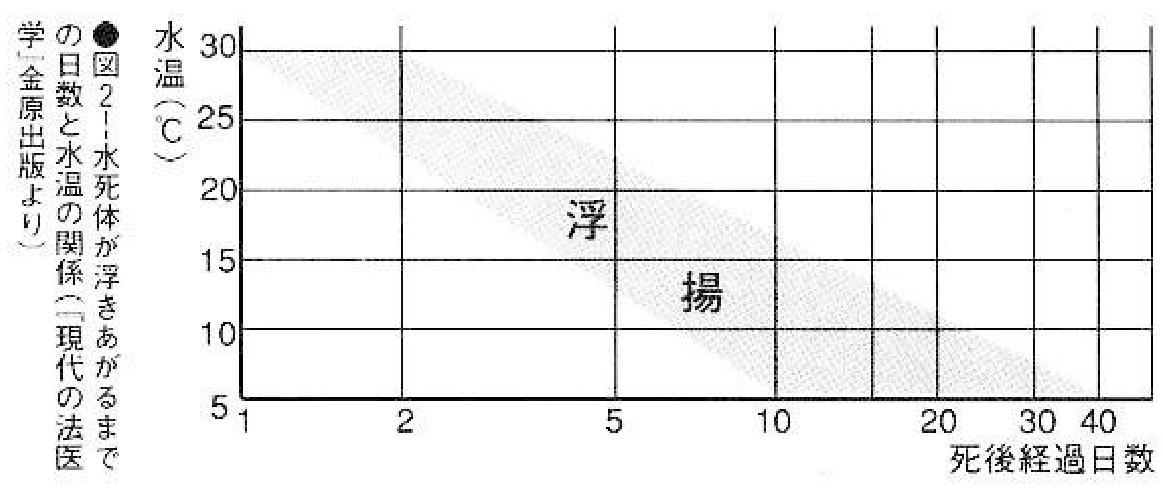 ●図2--水死体が浮きあがるまで
の日数と水温の関係(「現代の法医
学」金原出版より)
水温(℃)
30
25
20
15
10
5
浮
揚
1
2
5
10
20
30
40
死後経過日数